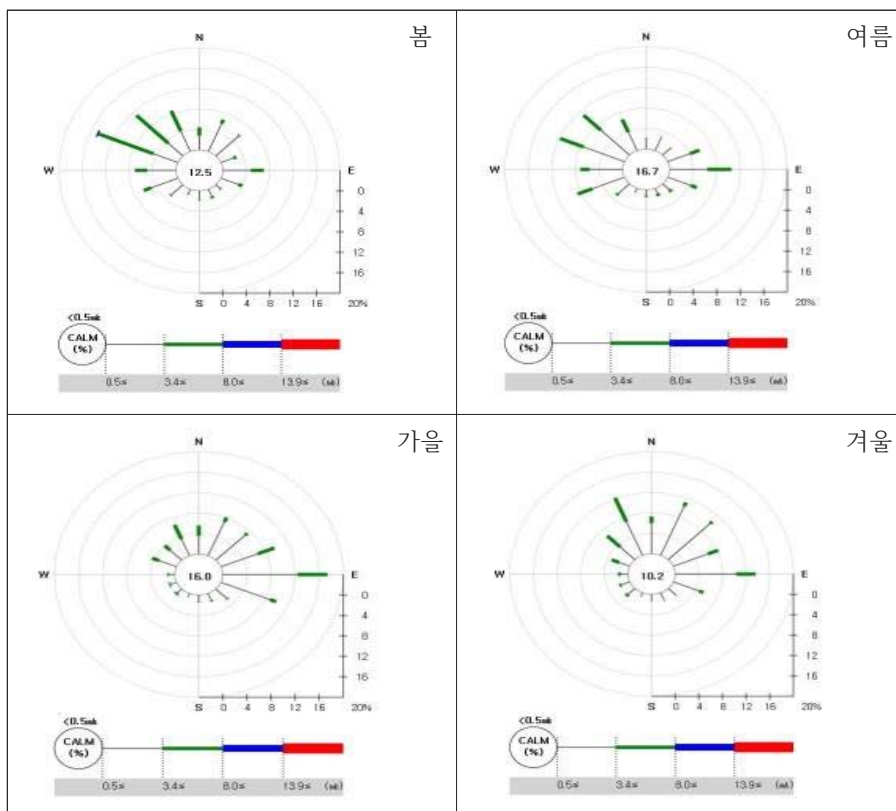 봄
N
W
12.5
E
0
4
8
12
16
S 0 4 8 12 16 20%
<0.5㎧
CALM
(%)
0.5≤ 3.4≤ 8.0≤ 13.9≤ (㎧)
여름
N
W
16.7
E
0
4
8
12
16
S 0 4 8 12 16 20%
<0.5㎧
CALM
(%)
0.5≤ 3.4≤ 8.0≤ 13.9≤ (㎧)
가을
N
W
16.0
E
0
4
8
12
16
S 0 4 8 12 16 20%
<0.5㎧
CALM
(%)
0.5≤ 3.4≤ 8.0≤ 13.9≤ (㎧)
겨울
N
W
10.2
E
0
4
8
12
16
S 0 4 8 12 16 20%
<0.5㎧
CALM
(%)
0.5≤ 3.4≤ 8.0≤ 13.9≤ (㎧)